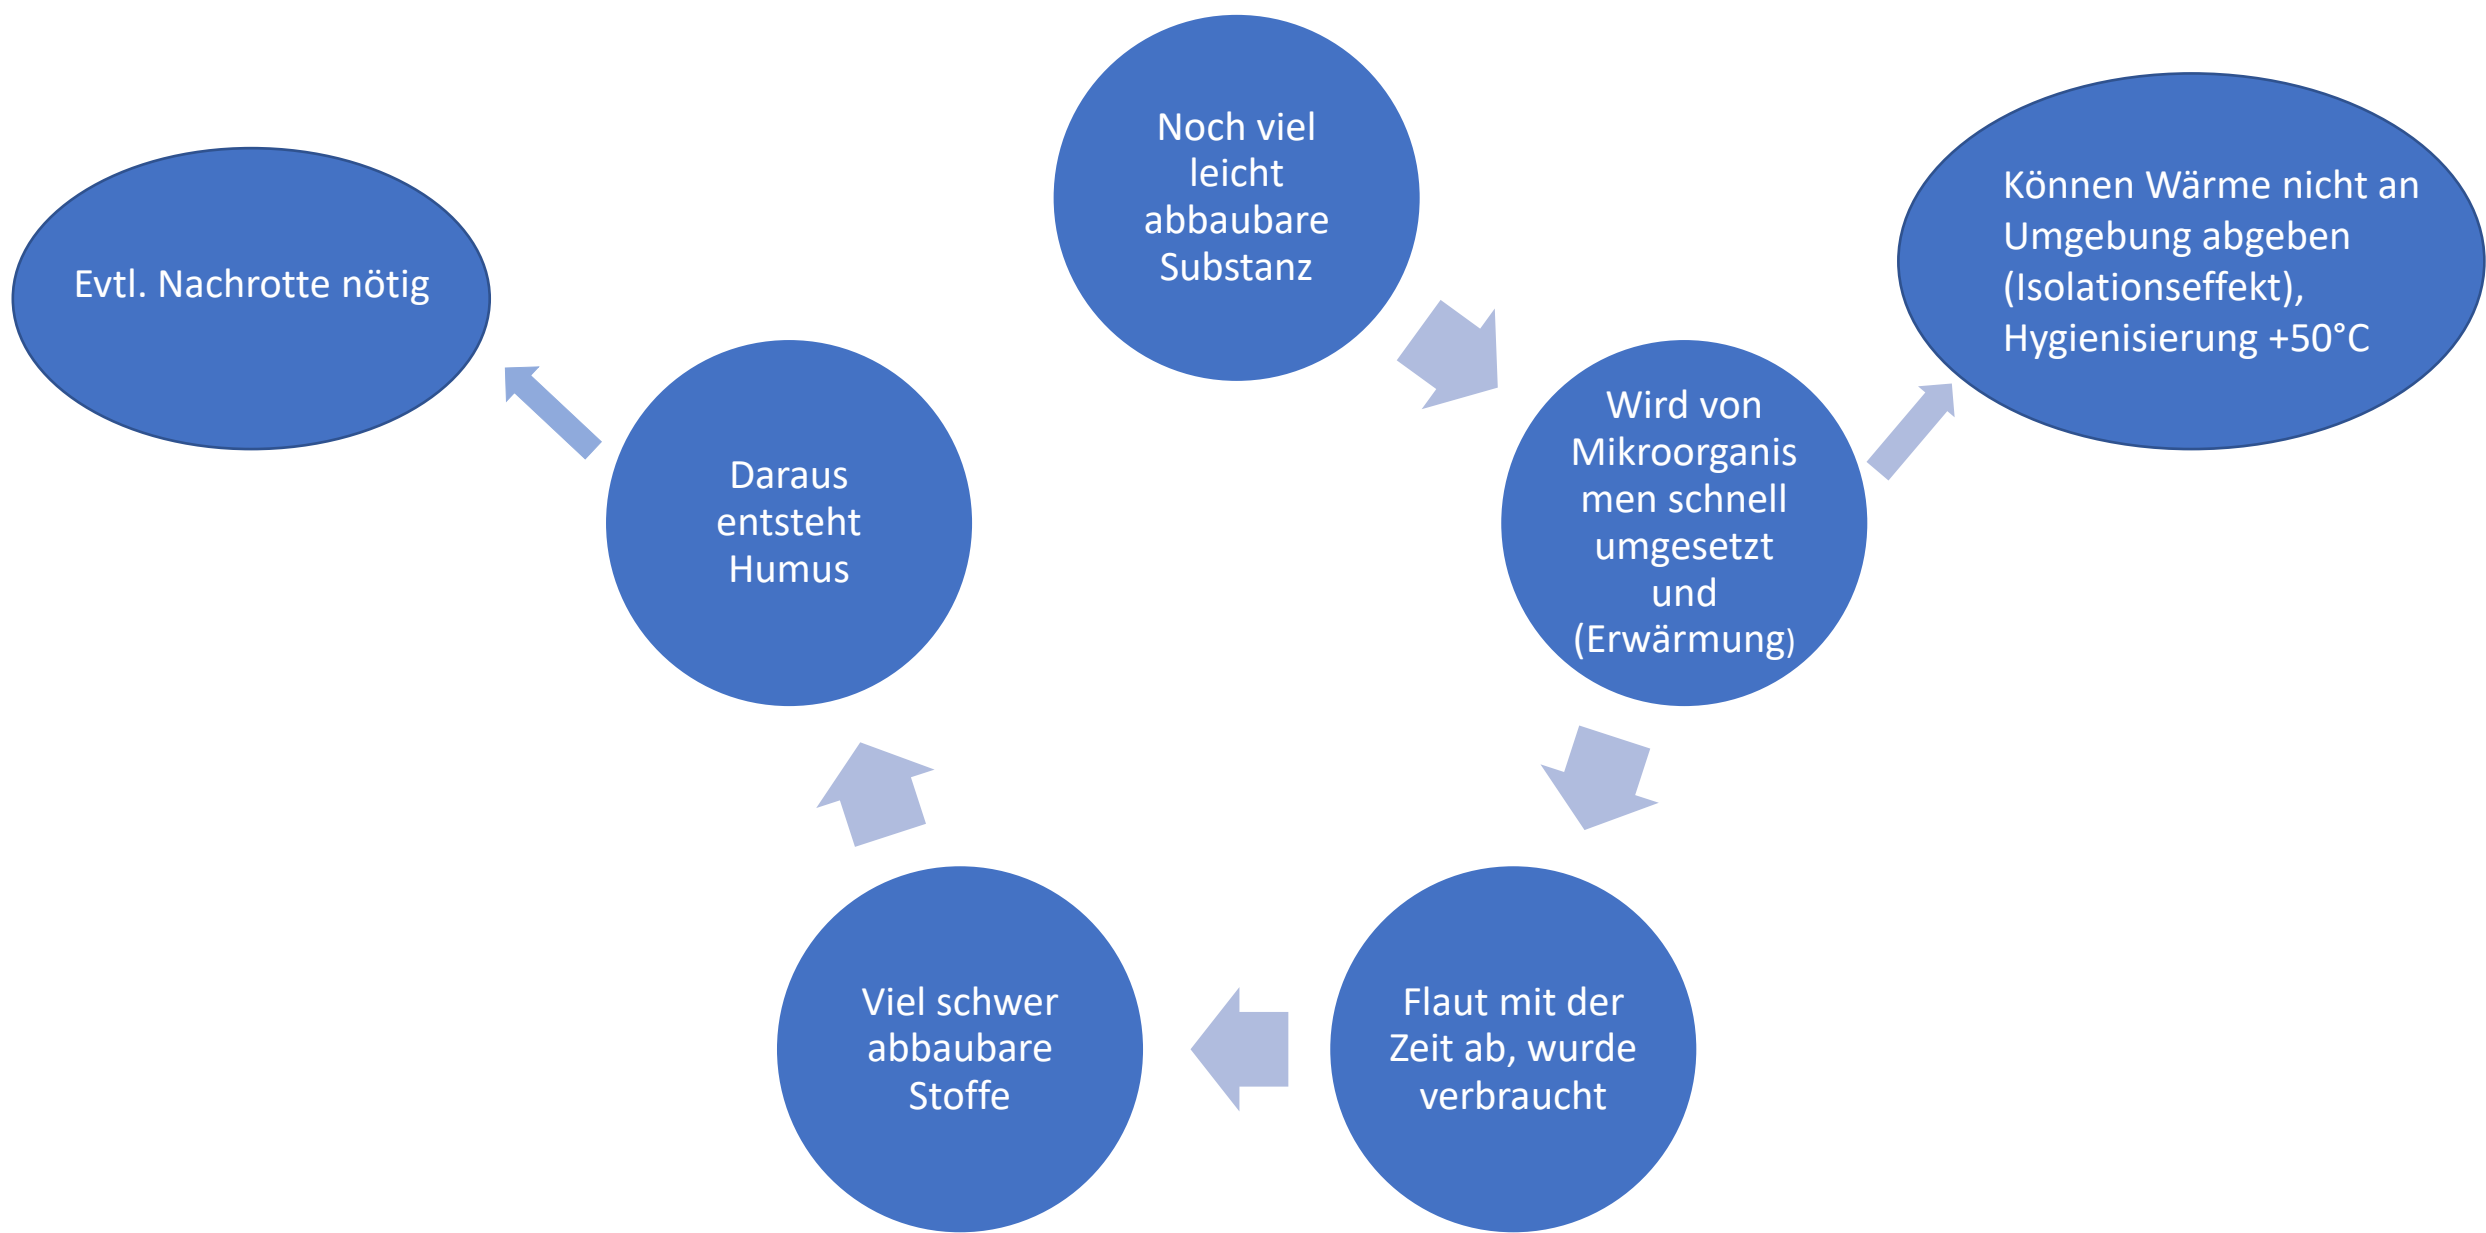 Noch viel
leicht
abbaubare
Substanz
Wird von
Mikroorganis
men schnell
umgesetzt
und
(Erwärmung)
Können Wärme nicht an
Umgebung abgeben
(Isolationseffekt),
Hygienisierung +50°C
Flaut mit der
Zeit ab, wurde
verbraucht
Viel schwer
abbaubare
Stoffe
Daraus
entsteht
Humus
Evtl. Nachrotte nötig